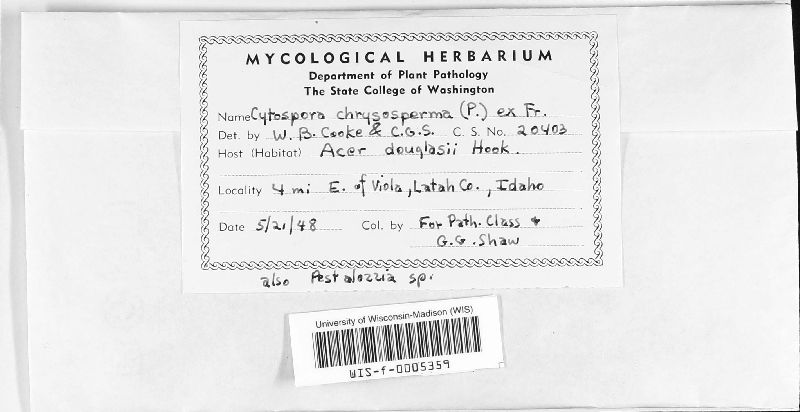 MYCOLOGICAL HERBARIUM
Department of Plant Pathology
The State College of Washington
Name Cytospora chrysosperma (P.) ex Fr.
Det. by W. B. Cooke & C.G.S. C. S. No. 20403
Host (Habitat) Acer douglasii Hook.
Locality 4 mi E. of Viola, Latah Co., Idaho
Date 5/21/48 Col. by For Path. Class &
G.G. Shaw
also Pestalozzia sp.
University of Wisconsin-Madison (WIS)
WIS-f-0005359